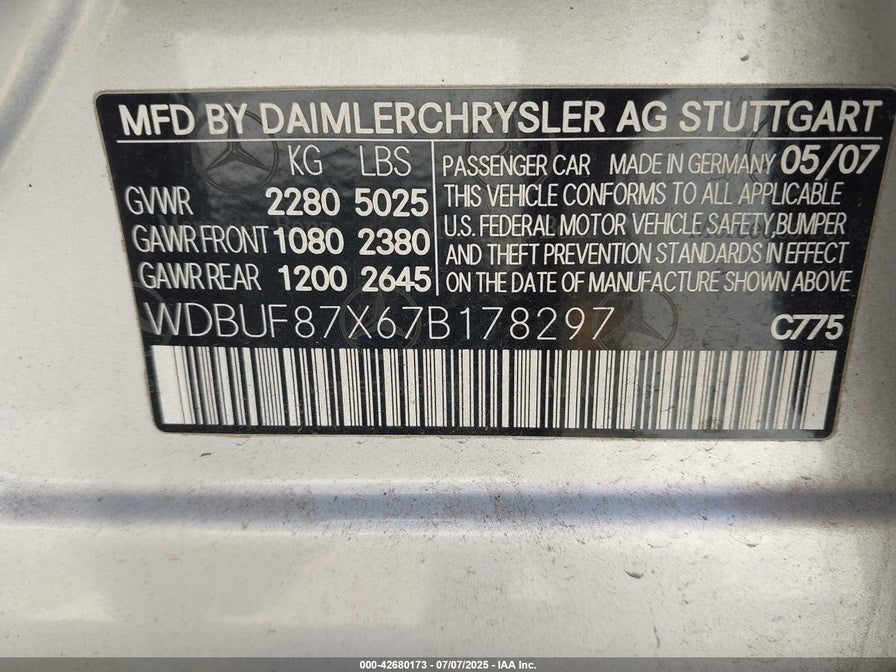 MFD BY DAIMLERCHRYSLER AG STUTTGART
KG LBS
GVWR 2280 5025
GAWR FRONT 1080 2380
GAWR REAR 1200 2645
PASSENGER CAR MADE IN GERMANY 05/07
THIS VEHICLE CONFORMS TO ALL APPLICABLE
U.S. FEDERAL MOTOR VEHICLE SAFETY, BUMPER
AND THEFT PREVENTION STANDARDS IN EFFECT
ON THE DATE OF MANUFACTURE SHOWN ABOVE
WDBUF87X67B178297 C775
000-42680173 - 07/07/2025 - IAA Inc.